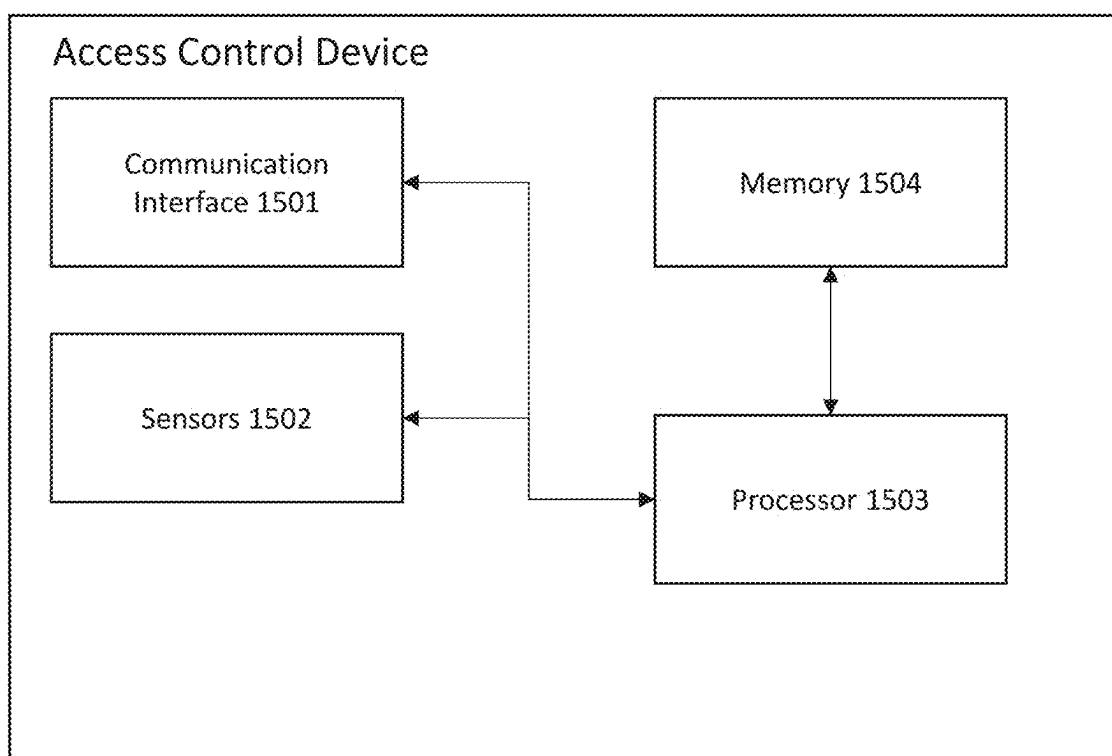 Access Control Device
Communication
Interface 1501
Memory 1504
Sensors 1502
Processor 1503